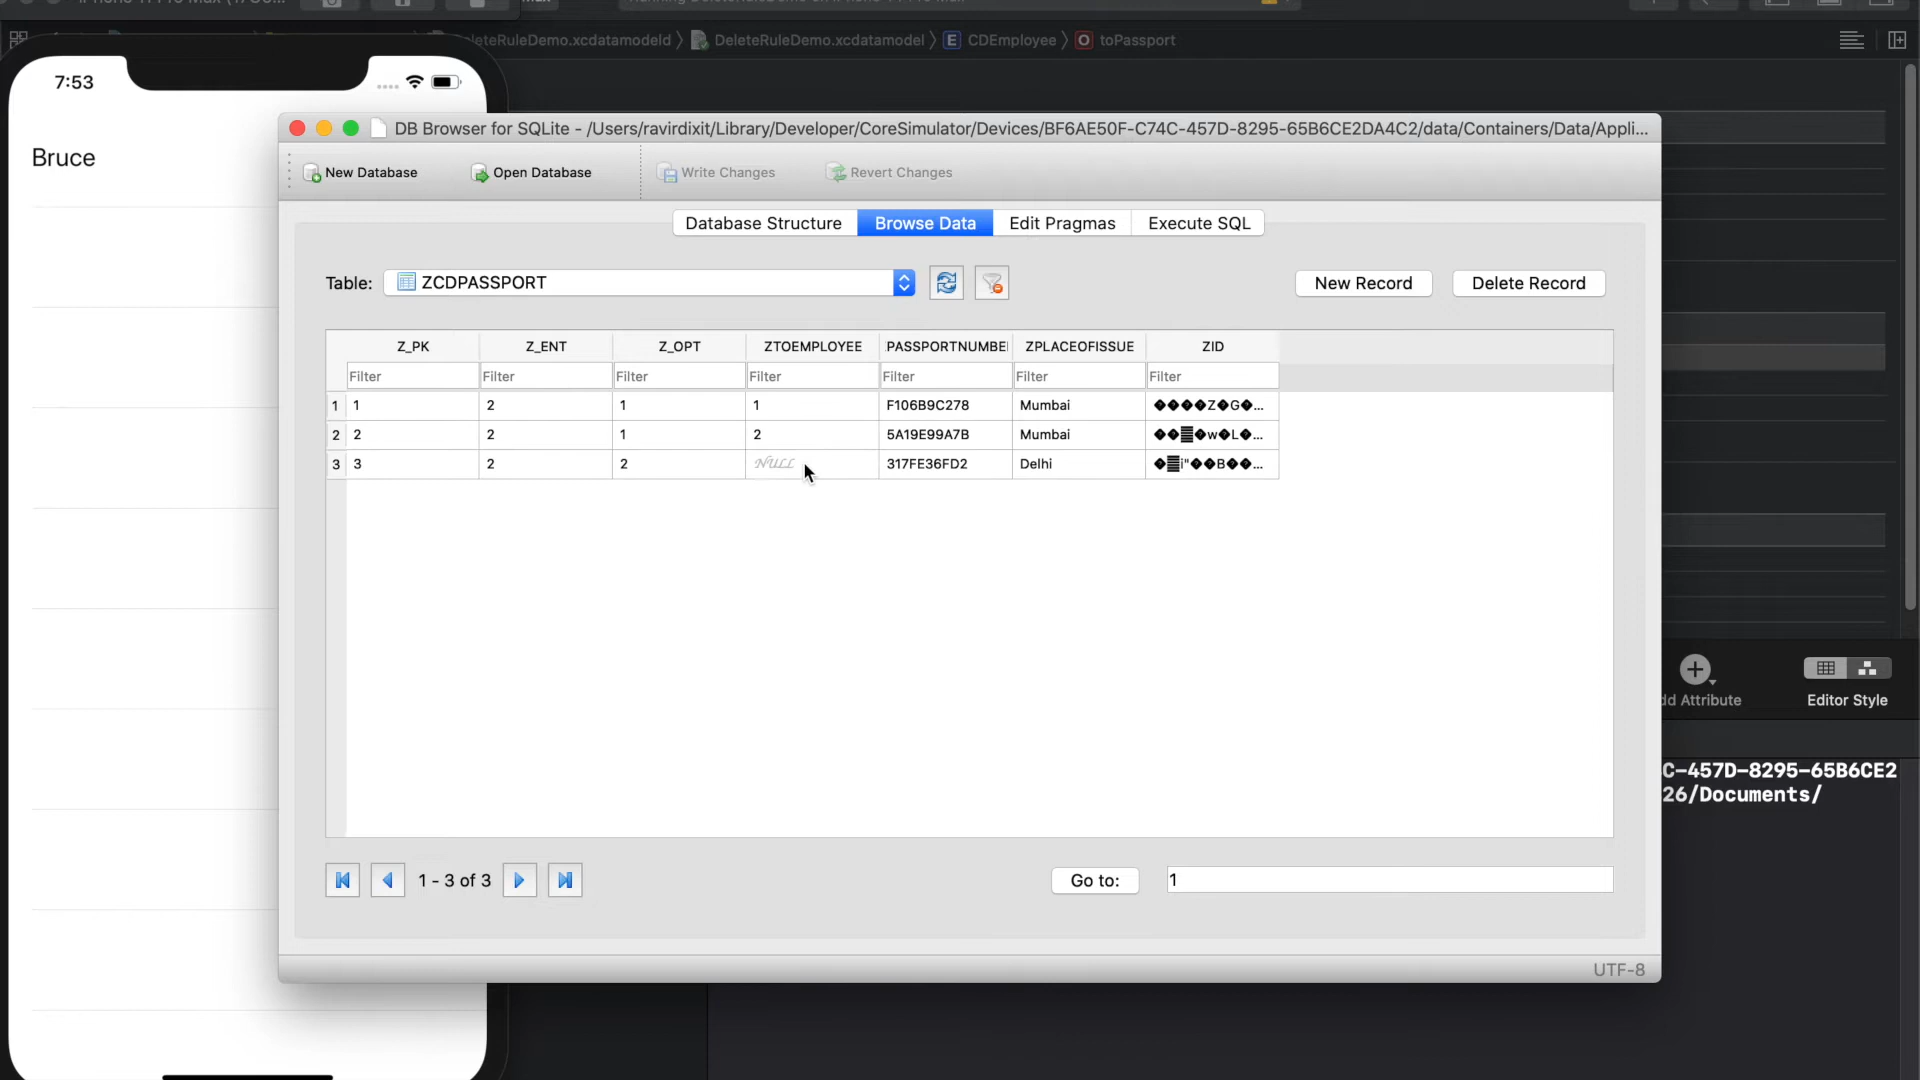 DeleteRuleDemo.xcdatamodeld DeleteRuleDemo.xcdatamodel E CDEmployee O toPassport
7:53
DB Browser for SQLite - /Users/ravirdixit/Library/Developer/CoreSimulator/Devices/BF6AE50F-C74C-457D-8295-65B6CE2DA4C2/data/Containers/Data/Appli...
Bruce
New Database Open Database Write Changes Revert Changes
Database Structure Browse Data Edit Pragmas Execute SQL
Table: ZCDPASSPORT New Record Delete Record
Z_PK Z_ENT Z_OPT ZTOEMPLOYEE PASSPORTNUMBE ZPLACEOFISSUE ZID
Filter Filter Filter Filter Filter Filter Filter
1 1 2 1 1 F106B9C278 Mumbai ����Z�G�...
2 2 2 1 2 5A19E99A7B Mumbai
3 3 2 2 NULL 317FE36FD2 Delhi
dd Attribute Editor Style
C-457D-8295-65B6CE2
26/Documents/
1 - 3 of 3 Go to: 1
UTF-8